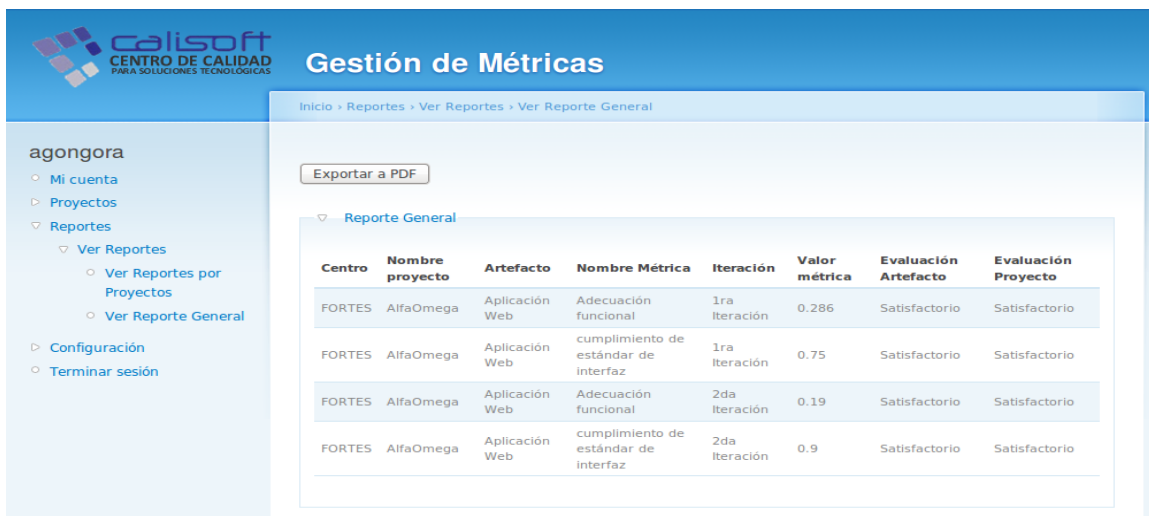 calisoft
CENTRO DE CALIDAD
PARA SOLUCIONES TECNOLÓGICAS
Gestión de Métricas
Inicio › Reportes › Ver Reportes › Ver Reporte General
agongora
Mi cuenta
Proyectos
Reportes
Ver Reportes
Ver Reportes por
Proyectos
Ver Reporte General
Configuración
Terminar sesión
Exportar a PDF
Reporte General
Centro Nombre proyecto Artefacto Nombre Métrica Iteración Valor métrica Evaluación Artefacto Evaluación Proyecto
FORTES AlfaOmega Aplicación Web Adecuación funcional 1ra Iteración 0.286 Satisfactorio Satisfactorio
FORTES AlfaOmega Aplicación Web cumplimiento de estándar de interfaz 1ra Iteración 0.75 Satisfactorio Satisfactorio
FORTES AlfaOmega Aplicación Web Adecuación funcional 2da Iteración 0.19 Satisfactorio Satisfactorio
FORTES AlfaOmega Aplicación Web cumplimiento de estándar de interfaz 2da Iteración 0.9 Satisfactorio Satisfactorio